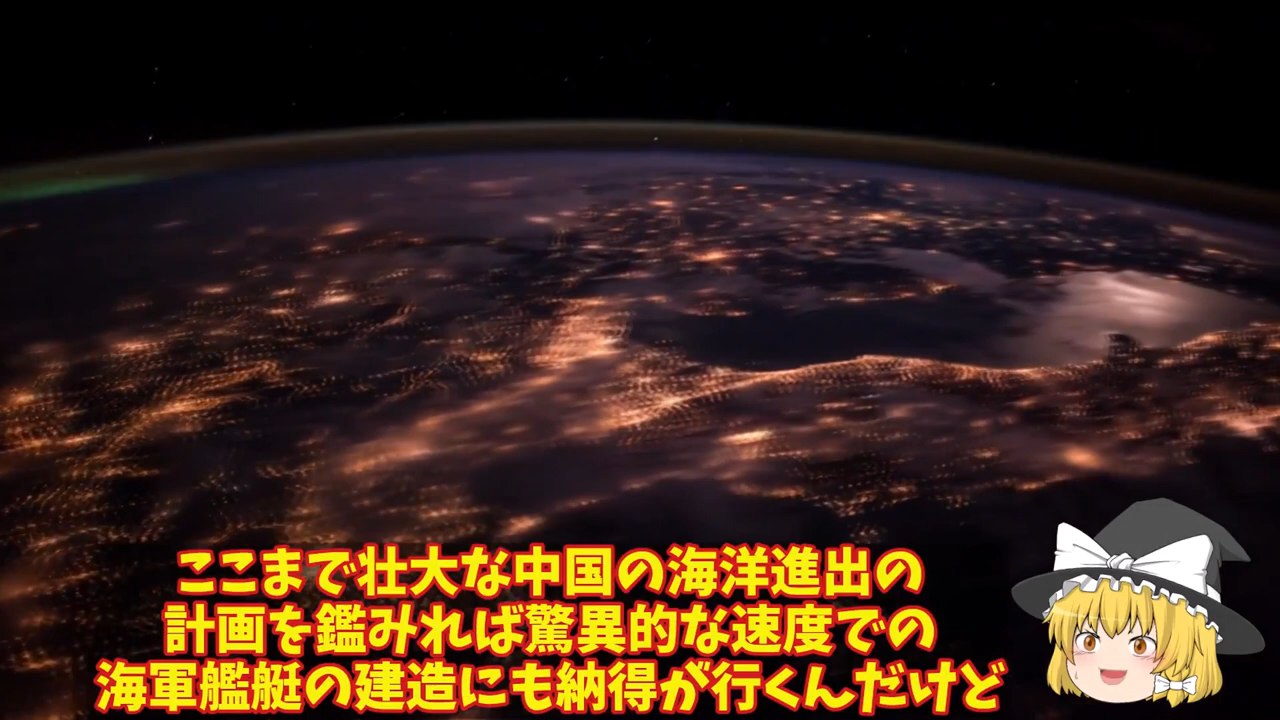 ここまで壮大な中国の海洋進出の
計画を鑑みれば驚異的な速度での
海軍艦艇の建造にも納得が行くんだけど